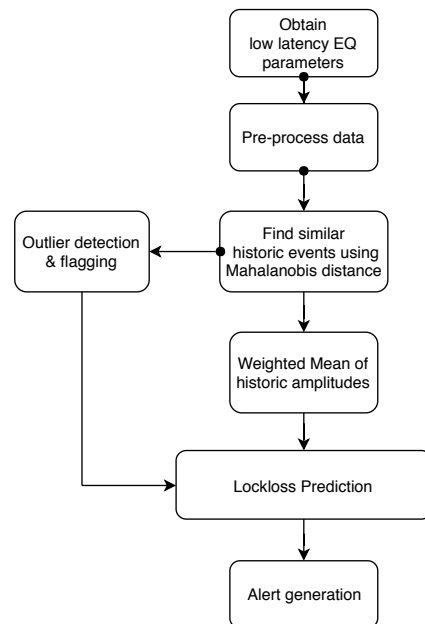 Obtain
low latency EQ
parameters
Pre-process data
Outlier detection
& flagging
Find similar
historic events using
Mahalanobis distance
Weighted Mean of
historic amplitudes
Lockloss Prediction
Alert generation